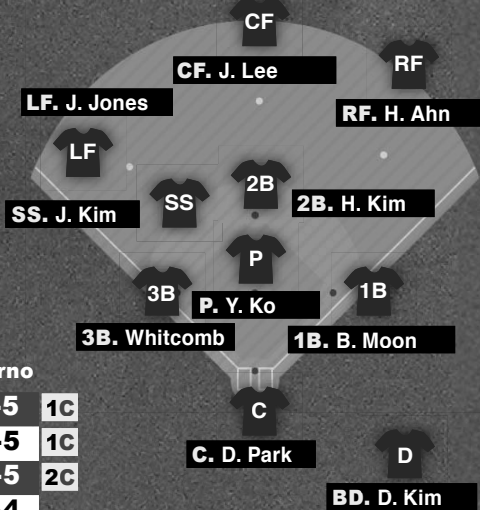 CF
CF. J. Lee
RF
LF. J. Jones
RF. H. Ahn
LF
2B
SS
2B. H. Kim
SS. J. Kim
P
3B
P. Y. Ko
1B
3B. Whitcomb
1B. B. Moon
rno
-5 1C
-5 1C
-5 2C
4
C
C. D. Park
D
BD. D. Kim